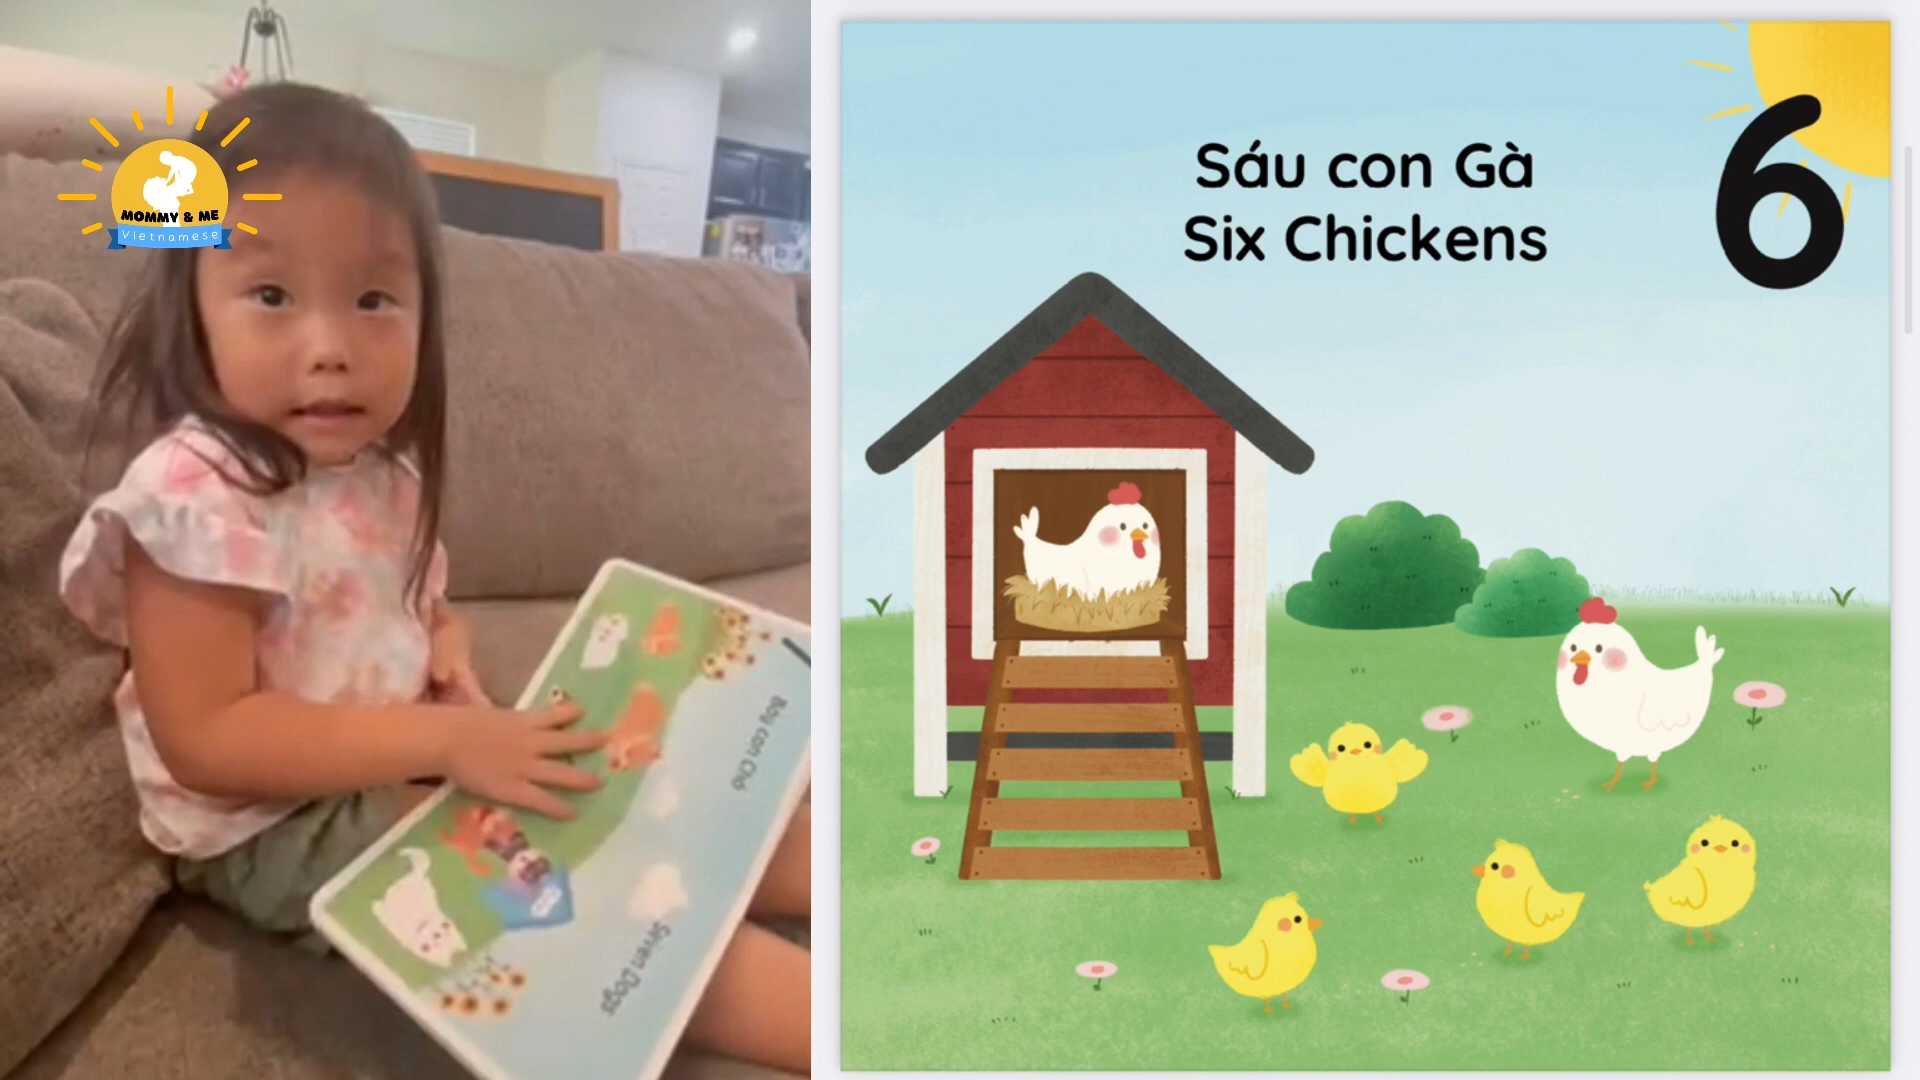 MOMMY & ME
Vietnamese
Bảy con Chó
Seven Dogs
Sáu con Gà
Six Chickens
6